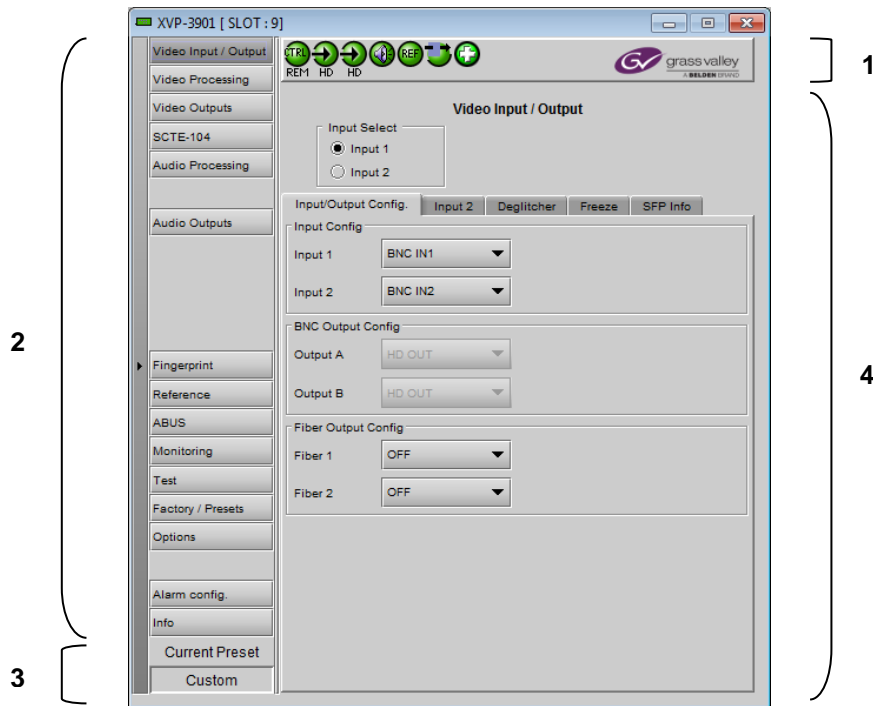 XVP-3901 [ SLOT : 9]
Video Input / Output
Video Processing
Video Outputs
SCTE-104
Audio Processing
Audio Outputs
Fingerprint
Reference
ABUS
Monitoring
Test
Factory / Presets
Options
Alarm config.
Info
Current Preset
Custom
CTRL
REF
REM HD HD
GV grass valley
A BELDEN BRAND
Video Input / Output
Input Select
Input 1
Input 2
Input/Output Config. Input 2 Deglitcher Freeze SFP Info
Input Config
Input 1 BNC IN1
Input 2 BNC IN2
BNC Output Config
Output A HD OUT
Output B HD OUT
Fiber Output Config
Fiber 1 OFF
Fiber 2 OFF
1
2
3
4